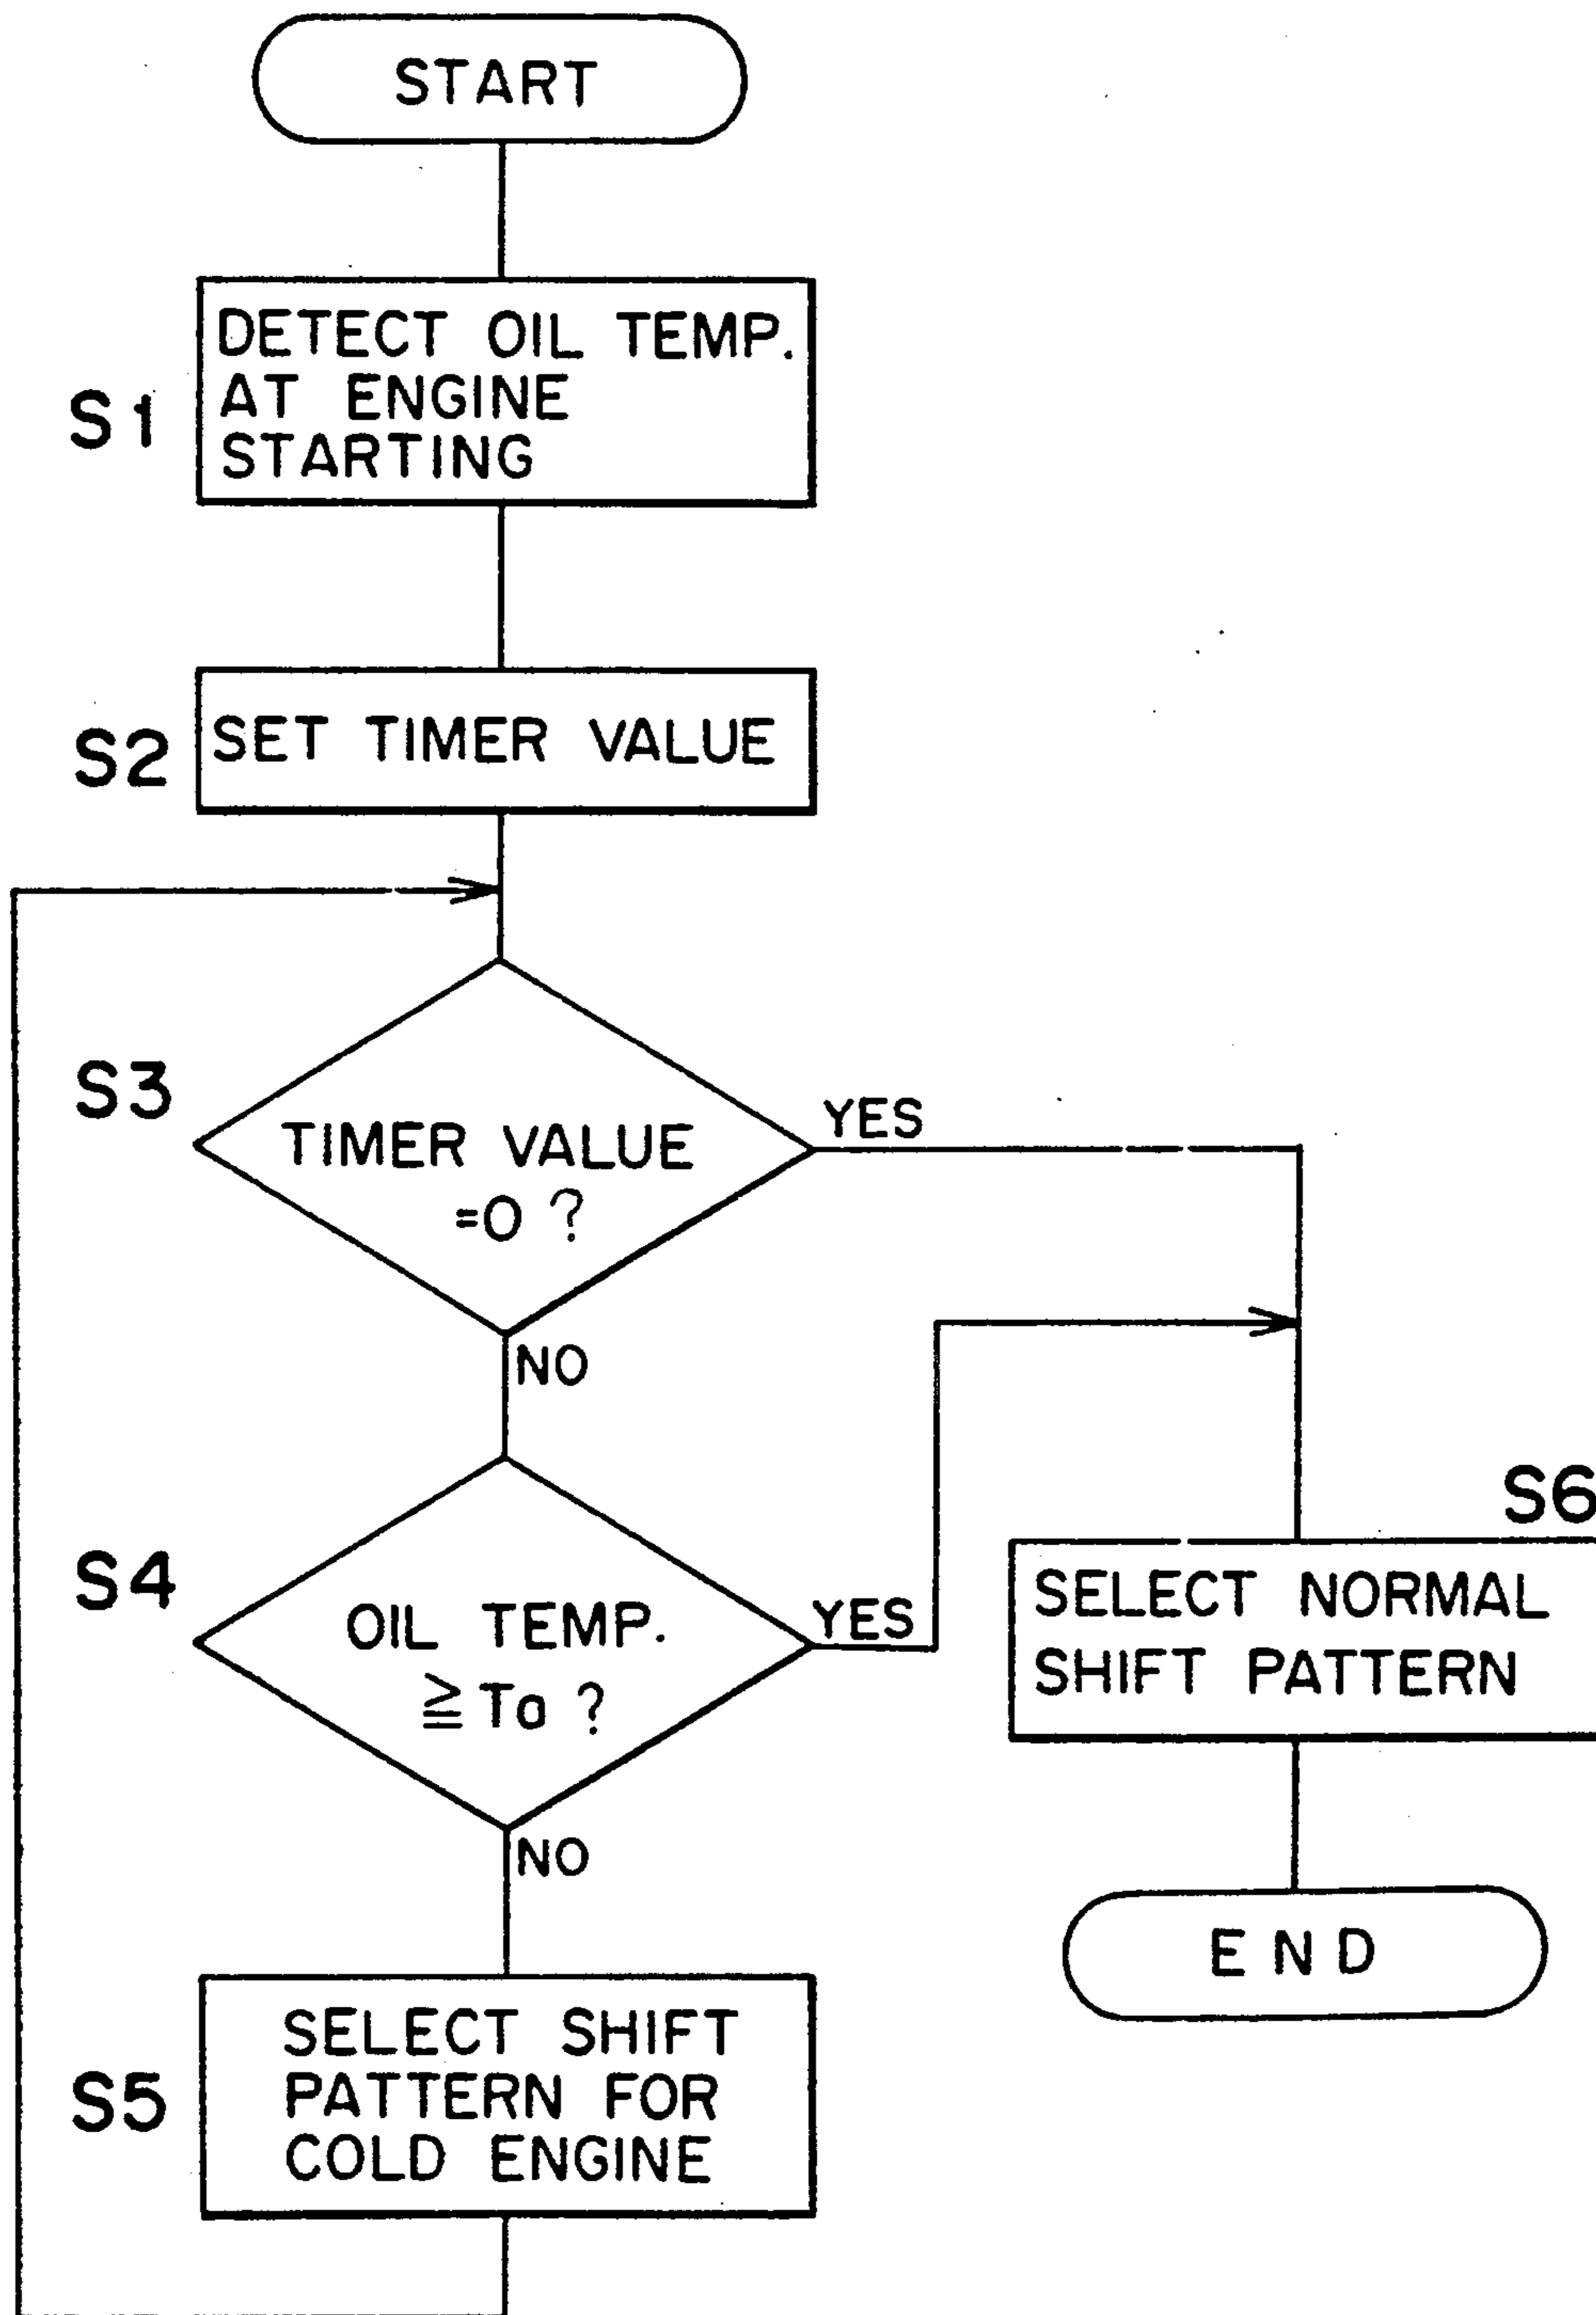 START
S1
DETECT OIL TEMP.
AT ENGINE
STARTING
S2
SET TIMER VALUE
S3
TIMER VALUE
=0 ?
YES
NO
S4
OIL TEMP.
≧ Ta ?
YES
NO
S5
SELECT SHIFT
PATTERN FOR
COLD ENGINE
S6
SELECT NORMAL
SHIFT PATTERN
END